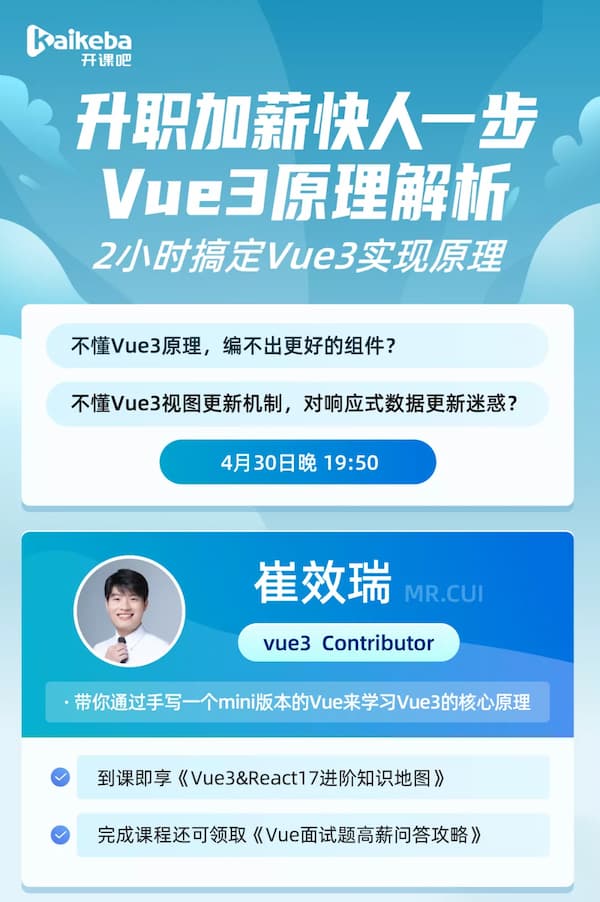 Kaikeba
开课吧
升职加薪快人一步
Vue3原理解析
2小时搞定Vue3实现原理
不懂Vue3原理，编不出更好的组件？
不懂Vue3视图更新机制，对响应式数据更新迷惑？
4月30日晚 19:50
崔效瑞 MR.CUI
vue3 Contributor
·带你通过手写一个mini版本的Vue来学习Vue3的核心原理
到课即享《Vue3&React17进阶知识地图》
完成课程还可领取《Vue面试题高薪问答攻略》